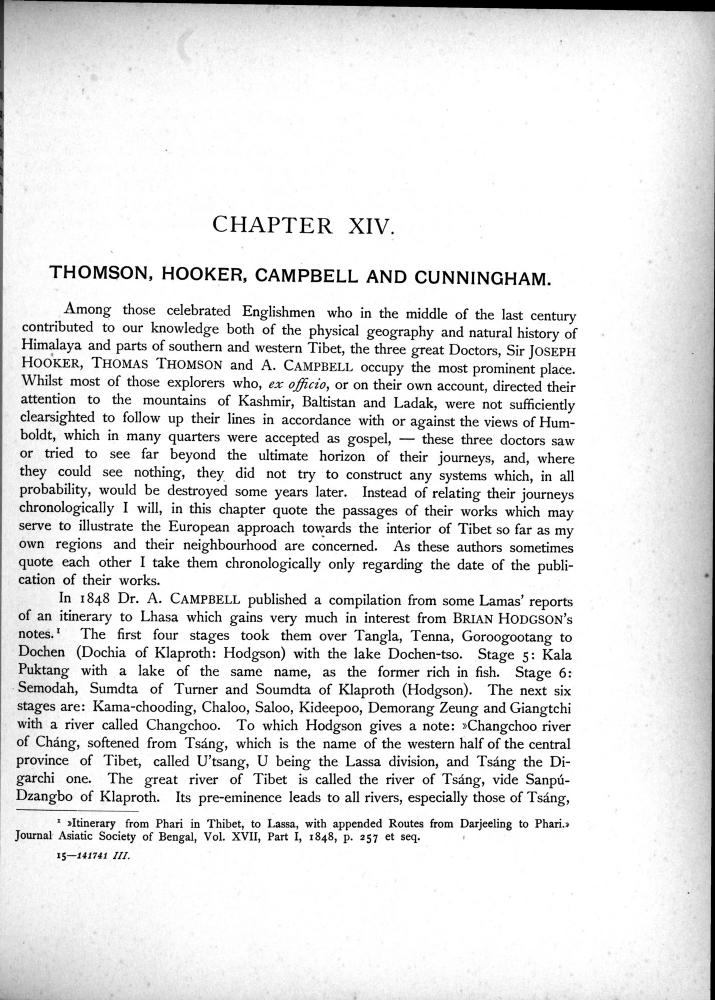 CHAPTER XIV.
THOMSON, HOOKER, CAMPBELL AND CUNNINGHAM.
Among those celebrated Englishmen who in the middle of the last century
contributed to our knowledge both of the physical geography and natural history of
Himalaya and parts of southern and western Tibet, the three great Doctors, Sir JOSEPH
HOOKER, THOMAS THOMSON and A. CAMPBELL occupy the most prominent place.
Whilst most of those explorers who, ex officio, or on their own account, directed their
attention to the mountains of Kashmir, Baltistan and Ladak, were not sufficiently
clearsighted to follow up their lines in accordance with or against the views of Hum-
boldt, which in many quarters were accepted as gospel, — these three doctors saw
or tried to see far beyond the ultimate horizon of their journeys, and, where
they could see nothing, they did not try to construct any systems which, in all
probability, would be destroyed some years later. Instead of relating their journeys
chronologically I will, in this chapter quote the passages of their works which may
serve to illustrate the European approach towards the interior of Tibet so far as my
own regions and their neighbourhood are concerned. As these authors sometimes
quote each other I take them chronologically only regarding the date of the publi-
cation of their works.
In 1848 Dr. A. CAMPBELL published a compilation from some Lamas' reports
of an itinerary to Lhasa which gains very much in interest from BRIAN HODGSON's
notes.¹ The first four stages took them over Tangla, Tenna, Goroogootang to
Dochen (Dochia of Klaproth: Hodgson) with the lake Dochen-tso. Stage 5: Kala
Puktang with a lake of the same name, as the former rich in fish. Stage 6:
Semodah, Sumdta of Turner and Soumdta of Klaproth (Hodgson). The next six
stages are: Kama-chooding, Chaloo, Saloo, Kideepoo, Demorang Zeung and Giangtchi
with a river called Changchoo. To which Hodgson gives a note: »Changchoo river
of Cháng, softened from Tsáng, which is the name of the western half of the central
province of Tibet, called U'tsang, U being the Lassa division, and Tsáng the Di-
garchi one. The great river of Tibet is called the river of Tsáng, vide Sanpú-
Dzangbo of Klaproth. Its pre-eminence leads to all rivers, especially those of Tsáng,
¹ »Itinerary from Phari in Thibet, to Lassa, with appended Routes from Darjeeling to Phari.»
Journal Asiatic Society of Bengal, Vol. XVII, Part I, 1848, p. 257 et seq.
15—141741 III.